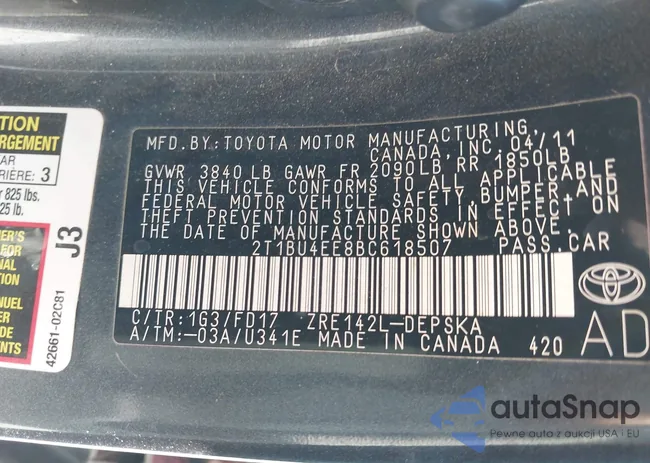 TION
ARGEMENT
AR
RIÈRE: 3
r 825 lbs.
25 lb.
J3
42661-02C81
MFD. BY: TOYOTA MOTOR MANUFACTURING,
CANADA, INC. 04/11
GVWR 3840 LB GAWR FR 2090LB, RR 1850LB
THIS VEHICLE CONFORMS TO ALL APPLICABLE
FEDERAL MOTOR VEHICLE SAFETY, BUMPER, AND
THEFT PREVENTION STANDARDS IN EFFECT ON
THE DATE OF MANUFACTURE SHOWN ABOVE.
2T1BU4EE8BC618507 PASS. CAR
C/TR: 1G3/FD17 ZRE142L-DEPSKA
A/TM: -03A/U341E MADE IN CANADA 420
TOYOTA
AD
autaSnap
Pewne auta z aukcji USA i EU